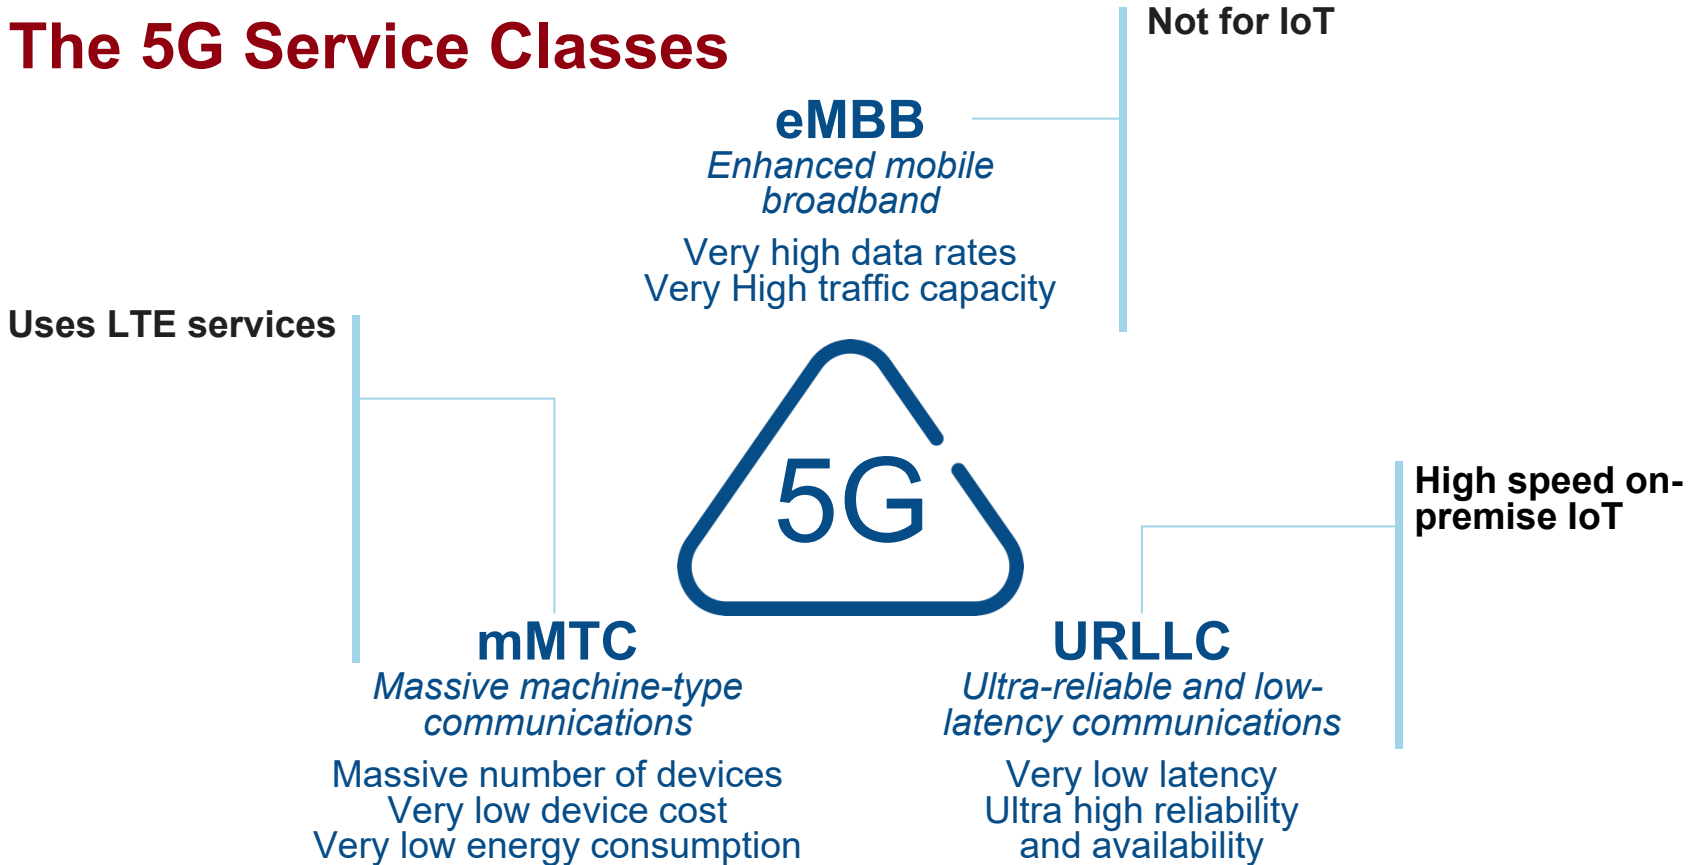 The 5G Service Classes
Not for IoT
eMBB
Enhanced mobile
broadband
Very high data rates
Very High traffic capacity
Uses LTE services
5G
High speed on-
premise IoT
mMTC
Massive machine-type
communications
Massive number of devices
Very low device cost
Very low energy consumption
URLLC
Ultra-reliable and low-
latency communications
Very low latency
Ultra high reliability
and availability